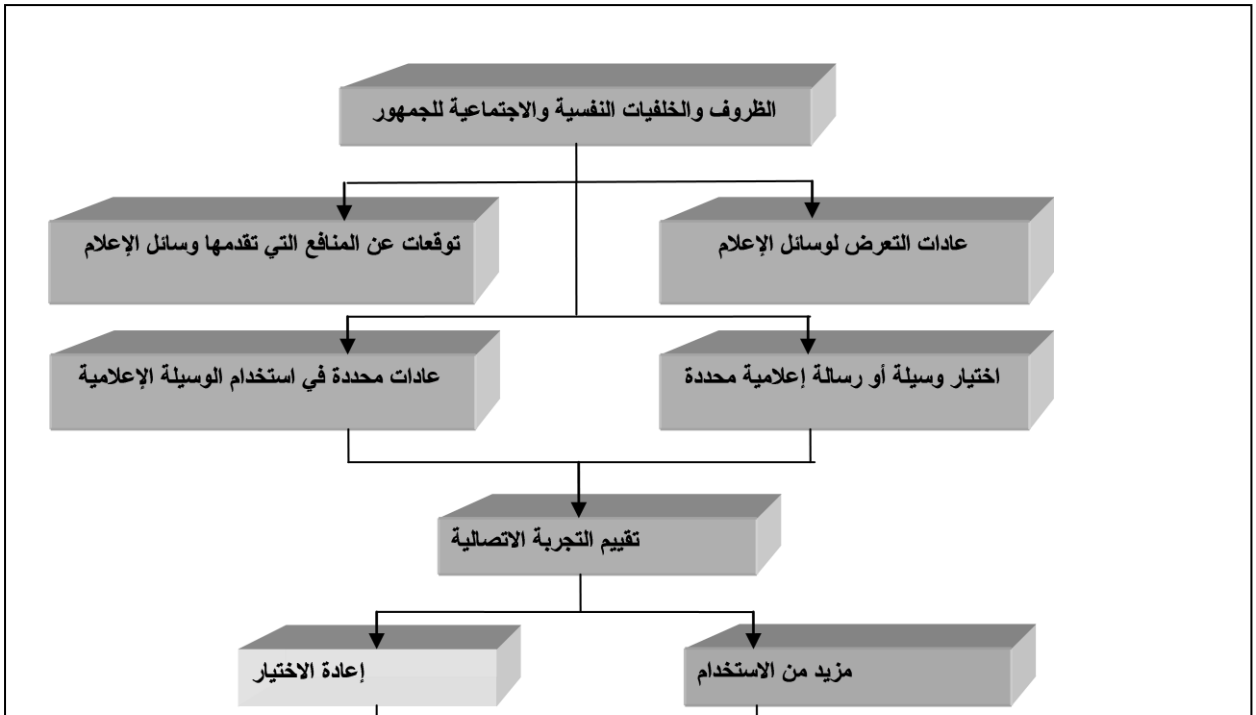 الظروف والخلفيات النفسية والاجتماعية للجمهور
عادات التعرض لوسائل الإعلام
توقعات عن المنافع التي تقدمها وسائل الإعلام
اختيار وسيلة أو رسالة إعلامية محددة
عادات محددة في استخدام الوسيلة الإعلامية
تقييم التجربة الاتصالية
مزيد من الاستخدام
إعادة الاختيار